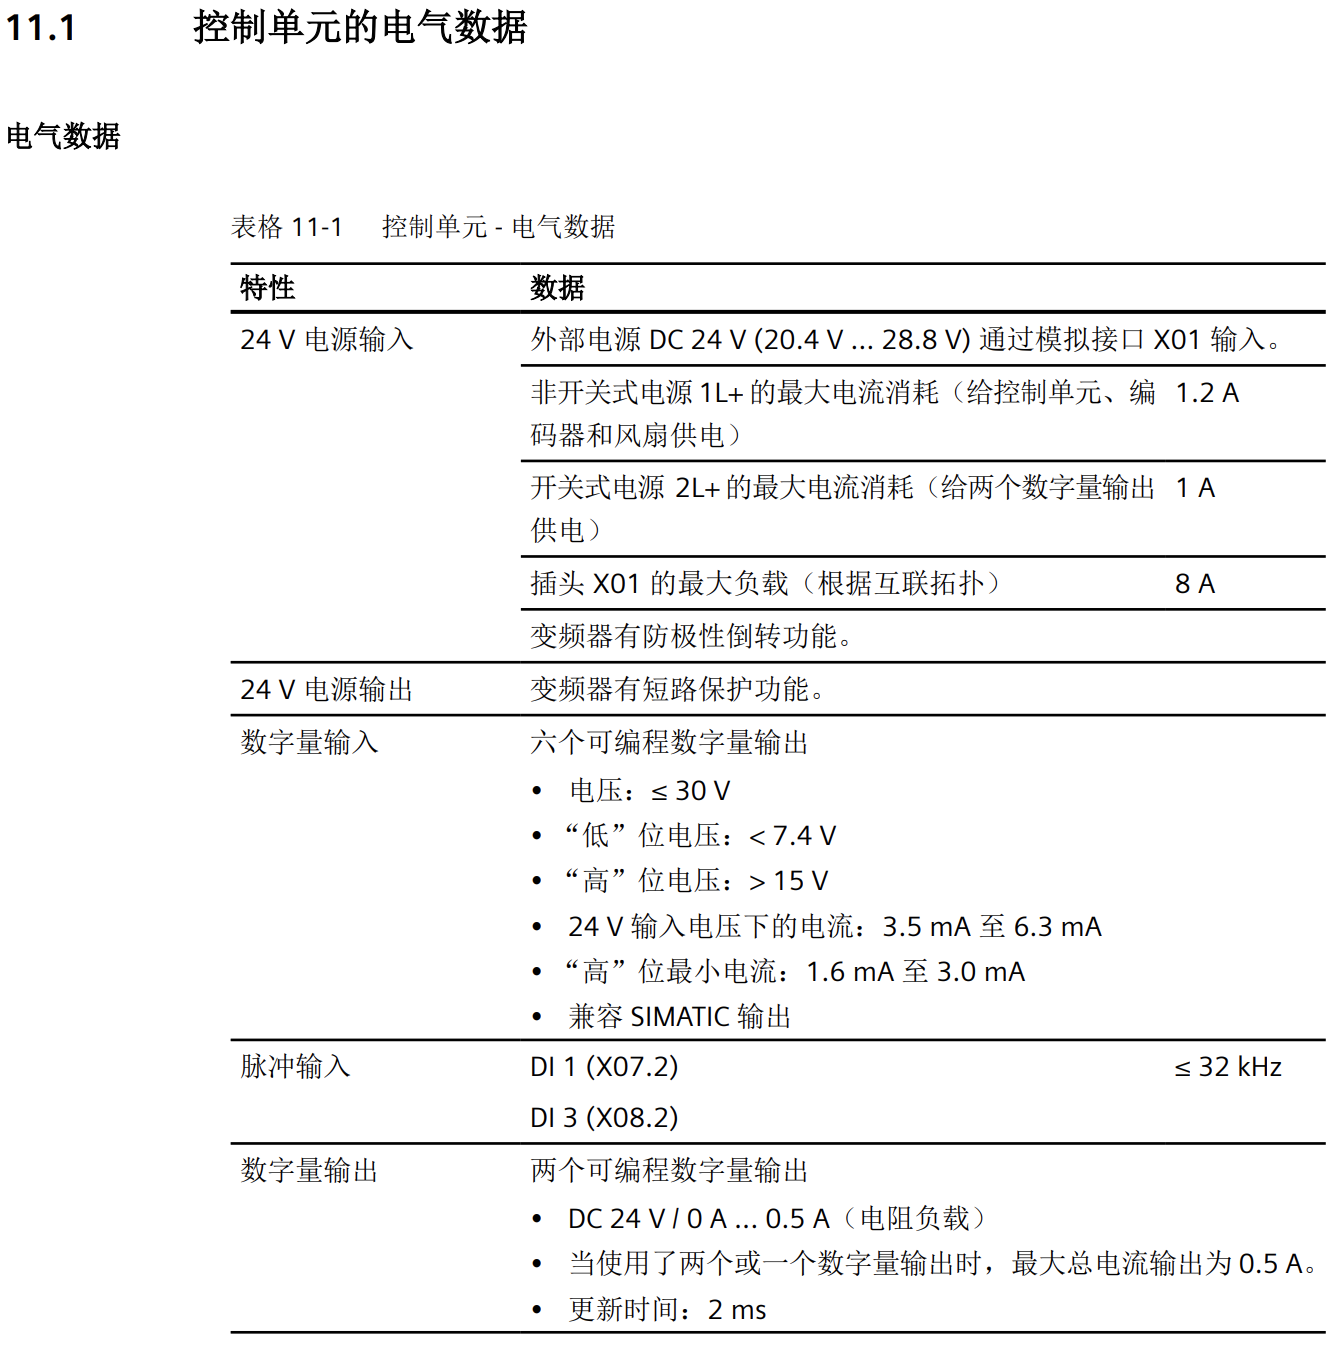 11.1 控制单元的电气数据
电气数据
表格 11-1 控制单元 - 电气数据
特性 数据
24 V 电源输入 外部电源 DC 24 V (20.4 V … 28.8 V) 通过模拟接口 X01 输入。
非开关式电源 1L+ 的最大电流消耗（给控制单元、编 1.2 A
码器和风扇供电）
开关式电源 2L+ 的最大电流消耗（给两个数字量输出 1 A
供电）
插头 X01 的最大负载（根据互联拓扑） 8 A
变频器有防极性倒转功能。
24 V 电源输出 变频器有短路保护功能。
数字量输入 六个可编程数字量输出
• 电压：≤ 30 V
• “低”位电压：< 7.4 V
• “高”位电压：> 15 V
• 24 V 输入电压下的电流：3.5 mA 至 6.3 mA
• “高”位最小电流：1.6 mA 至 3.0 mA
• 兼容 SIMATIC 输出
脉冲输入 DI 1 (X07.2) ≤ 32 kHz
DI 3 (X08.2)
数字量输出 两个可编程数字量输出
• DC 24 V / 0 A … 0.5 A（电阻负载）
• 当使用了两个或一个数字量输出时，最大总电流输出为 0.5 A。
• 更新时间：2 ms